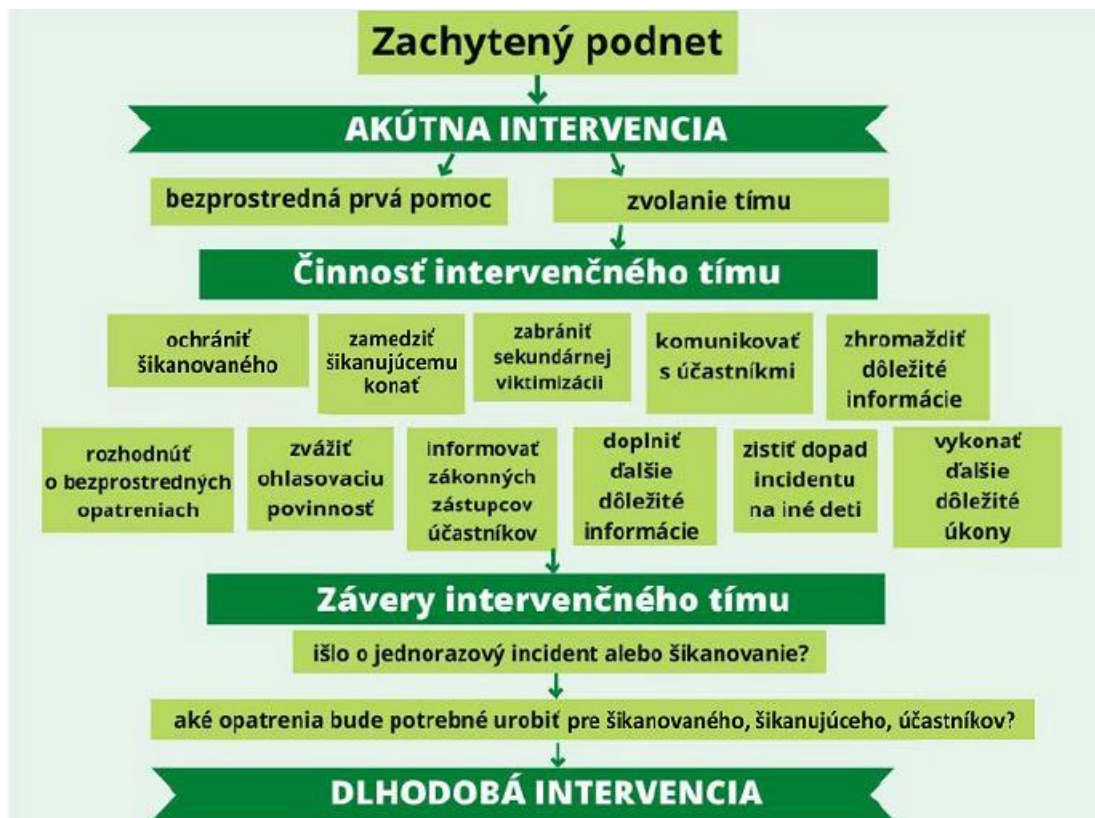 Zachytený podnet
AKÚTNA INTERVENCIA
bezprostredná prvá pomoc
zvolanie tímu
Činnosť intervenčného tímu
ochrániť
šikanovaného
zamedziť
šikanujúcemu
konať
zabrániť
sekundárnej
viktimizácii
komunikovať
s účastníkmi
zhromaždiť
dôležité
informácie
rozhodnúť
o bezprostredných
opatreniach
zvážiť
ohlasovaciu
povinnosť
informovať
zákonných
zástupcov
účastníkov
doplniť
ďalšie
dôležité
informácie
zistiť dopad
incidentu
na iné deti
vykonať
ďalšie
dôležité
úkony
Závery intervenčného tímu
išlo o jednorazový incident alebo šikanovanie?
aké opatrenia bude potrebné urobiť pre šikanovaného, šikanujúceho, účastníkov?
DLHODOBÁ INTERVENCIA